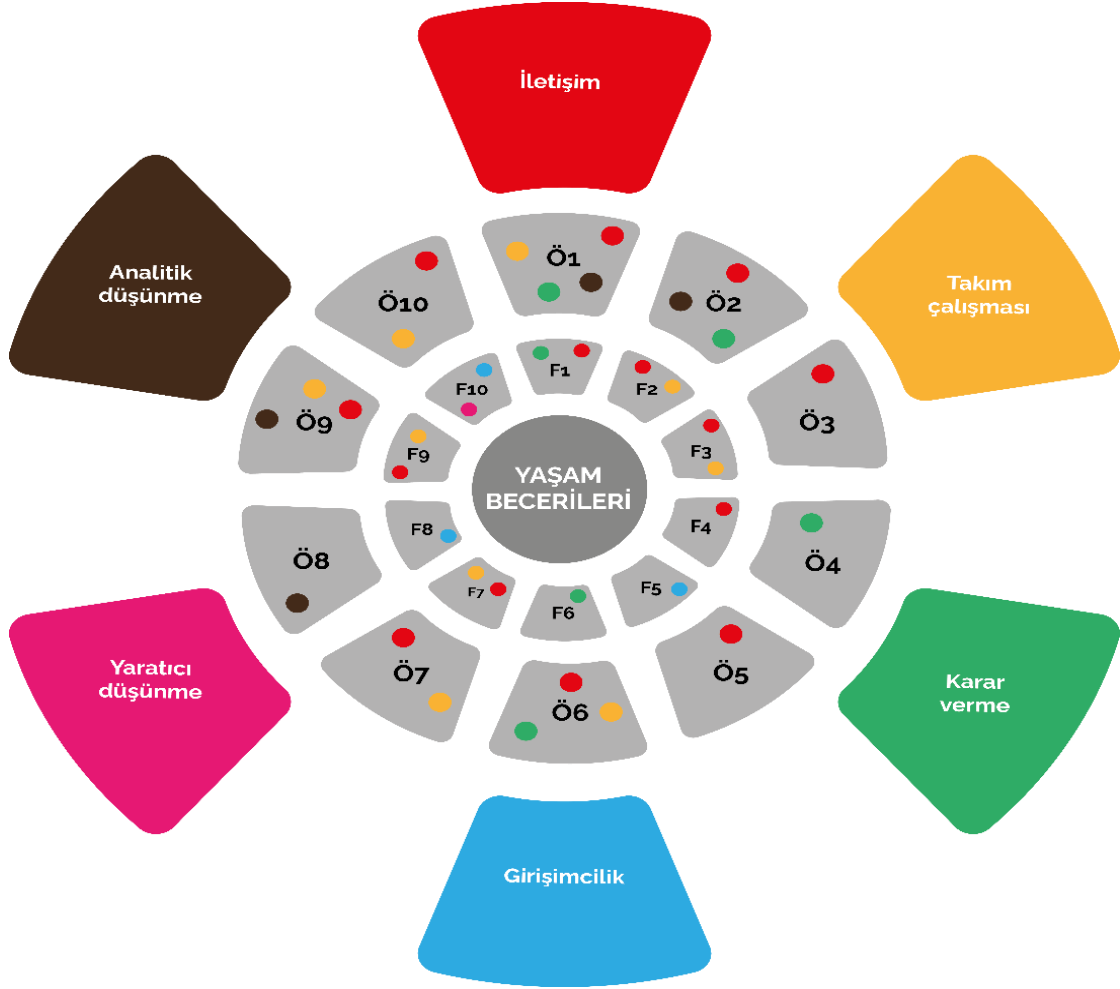 İletişim
Analitik
düşünme
Takım
çalışması
Ö1
Ö2
Ö3
Ö4
Ö5
Ö6
Ö7
Ö8
Ö9
Ö10
F1
F2
F3
F4
F5
F6
F7
F8
F9
F10
YAŞAM
BECERİLERİ
Yaratıcı
düşünme
Karar
verme
Girişimcilik